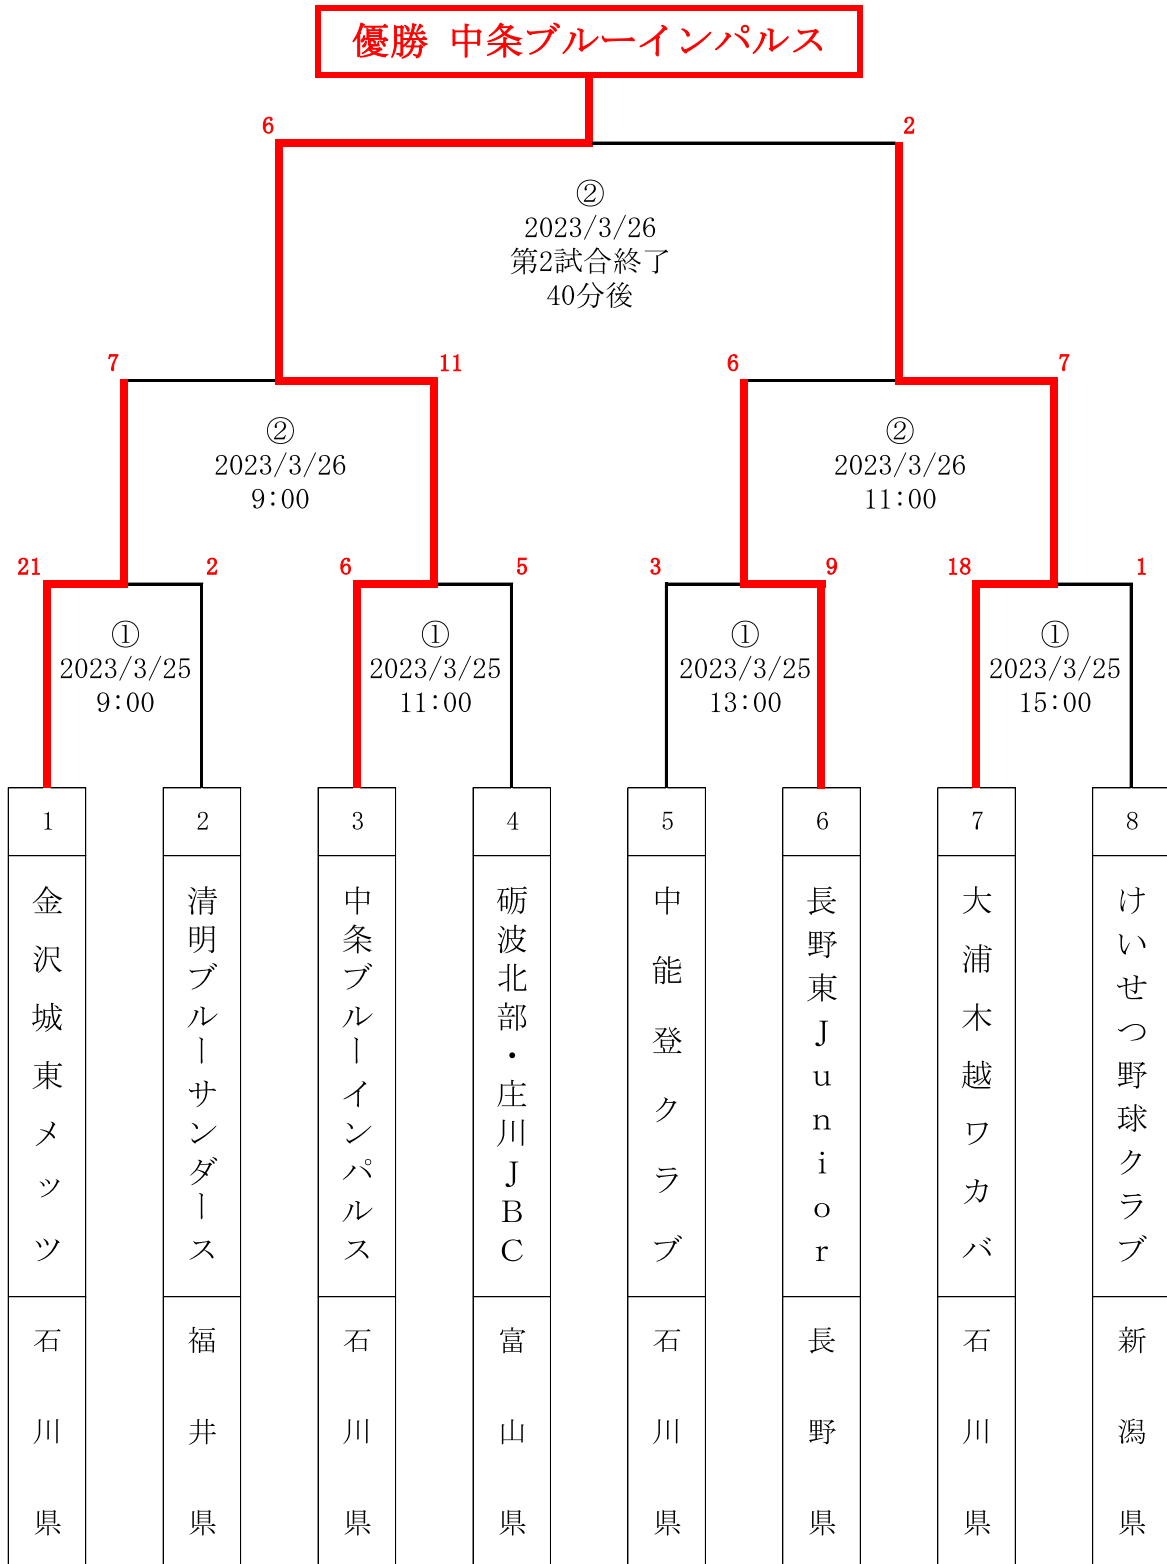 優勝 中条ブルーインパルス
6
2
②
2023/3/26
第2試合終了
40分後
7
11
6
7
②
2023/3/26
9:00
②
2023/3/26
11:00
21
2
6
5
3
9
18
1
①
2023/3/25
9:00
①
2023/3/25
11:00
①
2023/3/25
13:00
①
2023/3/25
15:00
1
2
3
4
5
6
7
8
金沢城東メッツ
清明ブルーサンダース
中条ブルーインパルス
砺波北部・庄川JBC
中能登クラブ
長野東Junior
大浦木越ワカバ
けいせつ野球クラブ
石川県
福井県
石川県
富山県
石川県
長野県
石川県
新潟県